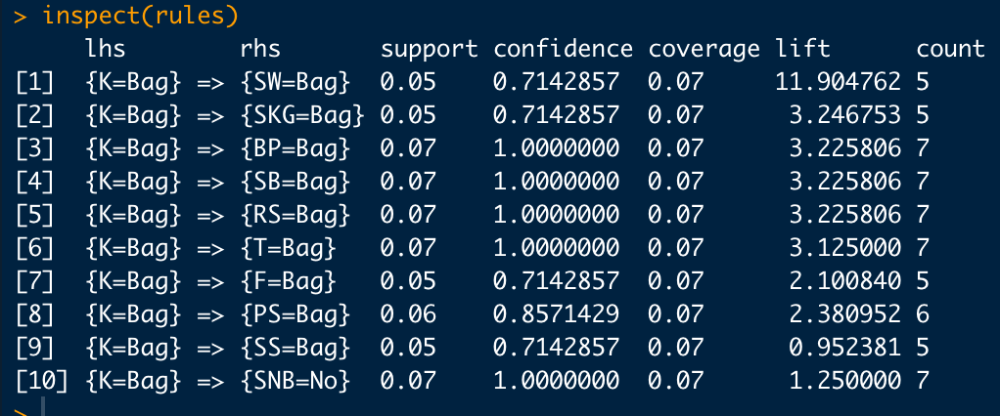 > inspect(rules)
     lhs        rhs       support confidence coverage lift      count
[1]  {K=Bag} => {SW=Bag}  0.05    0.7142857  0.07     11.904762 5
[2]  {K=Bag} => {SKG=Bag} 0.05    0.7142857  0.07      3.246753 5
[3]  {K=Bag} => {BP=Bag}  0.07    1.0000000  0.07      3.225806 7
[4]  {K=Bag} => {SB=Bag}  0.07    1.0000000  0.07      3.225806 7
[5]  {K=Bag} => {RS=Bag}  0.07    1.0000000  0.07      3.225806 7
[6]  {K=Bag} => {T=Bag}   0.07    1.0000000  0.07      3.125000 7
[7]  {K=Bag} => {F=Bag}   0.05    0.7142857  0.07      2.100840 5
[8]  {K=Bag} => {PS=Bag}  0.06    0.8571429  0.07      2.380952 6
[9]  {K=Bag} => {SS=Bag}  0.05    0.7142857  0.07      0.952381 5
[10] {K=Bag} => {SNB=No}  0.07    1.0000000  0.07      1.250000 7
>